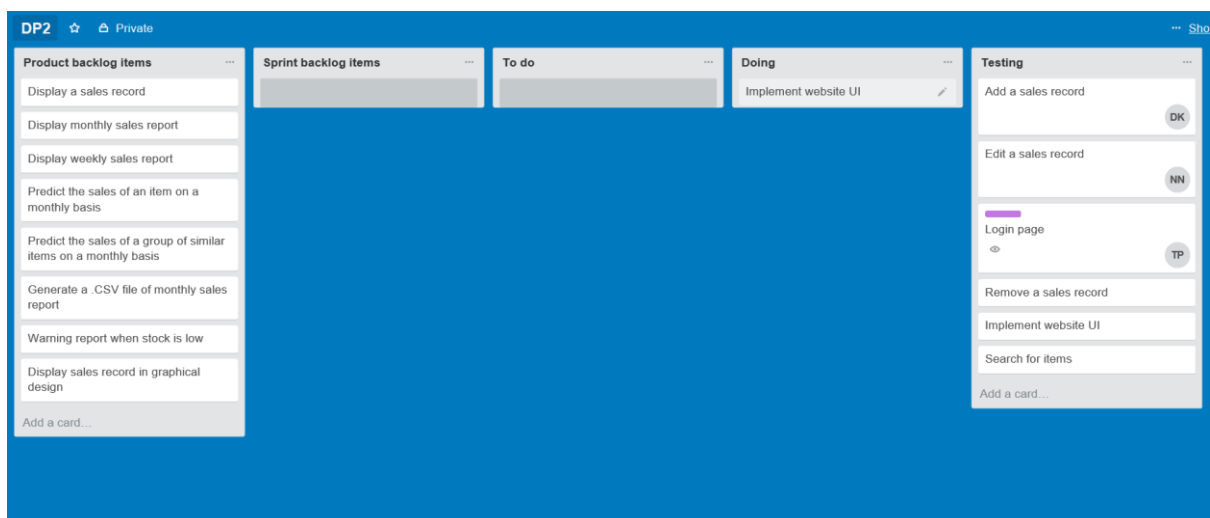 DP2 Private ... Sho
Product backlog items ...
Display a sales record
Display monthly sales report
Display weekly sales report
Predict the sales of an item on a
monthly basis
Predict the sales of a group of similar
items on a monthly basis
Generate a .CSV file of monthly sales
report
Warning report when stock is low
Display sales record in graphical
design
Add a card...
Sprint backlog items ...
To do ...
Doing ...
Implement website UI
Testing ...
Add a sales record
DK
Edit a sales record
NN
Login page
TP
Remove a sales record
Implement website UI
Search for items
Add a card...